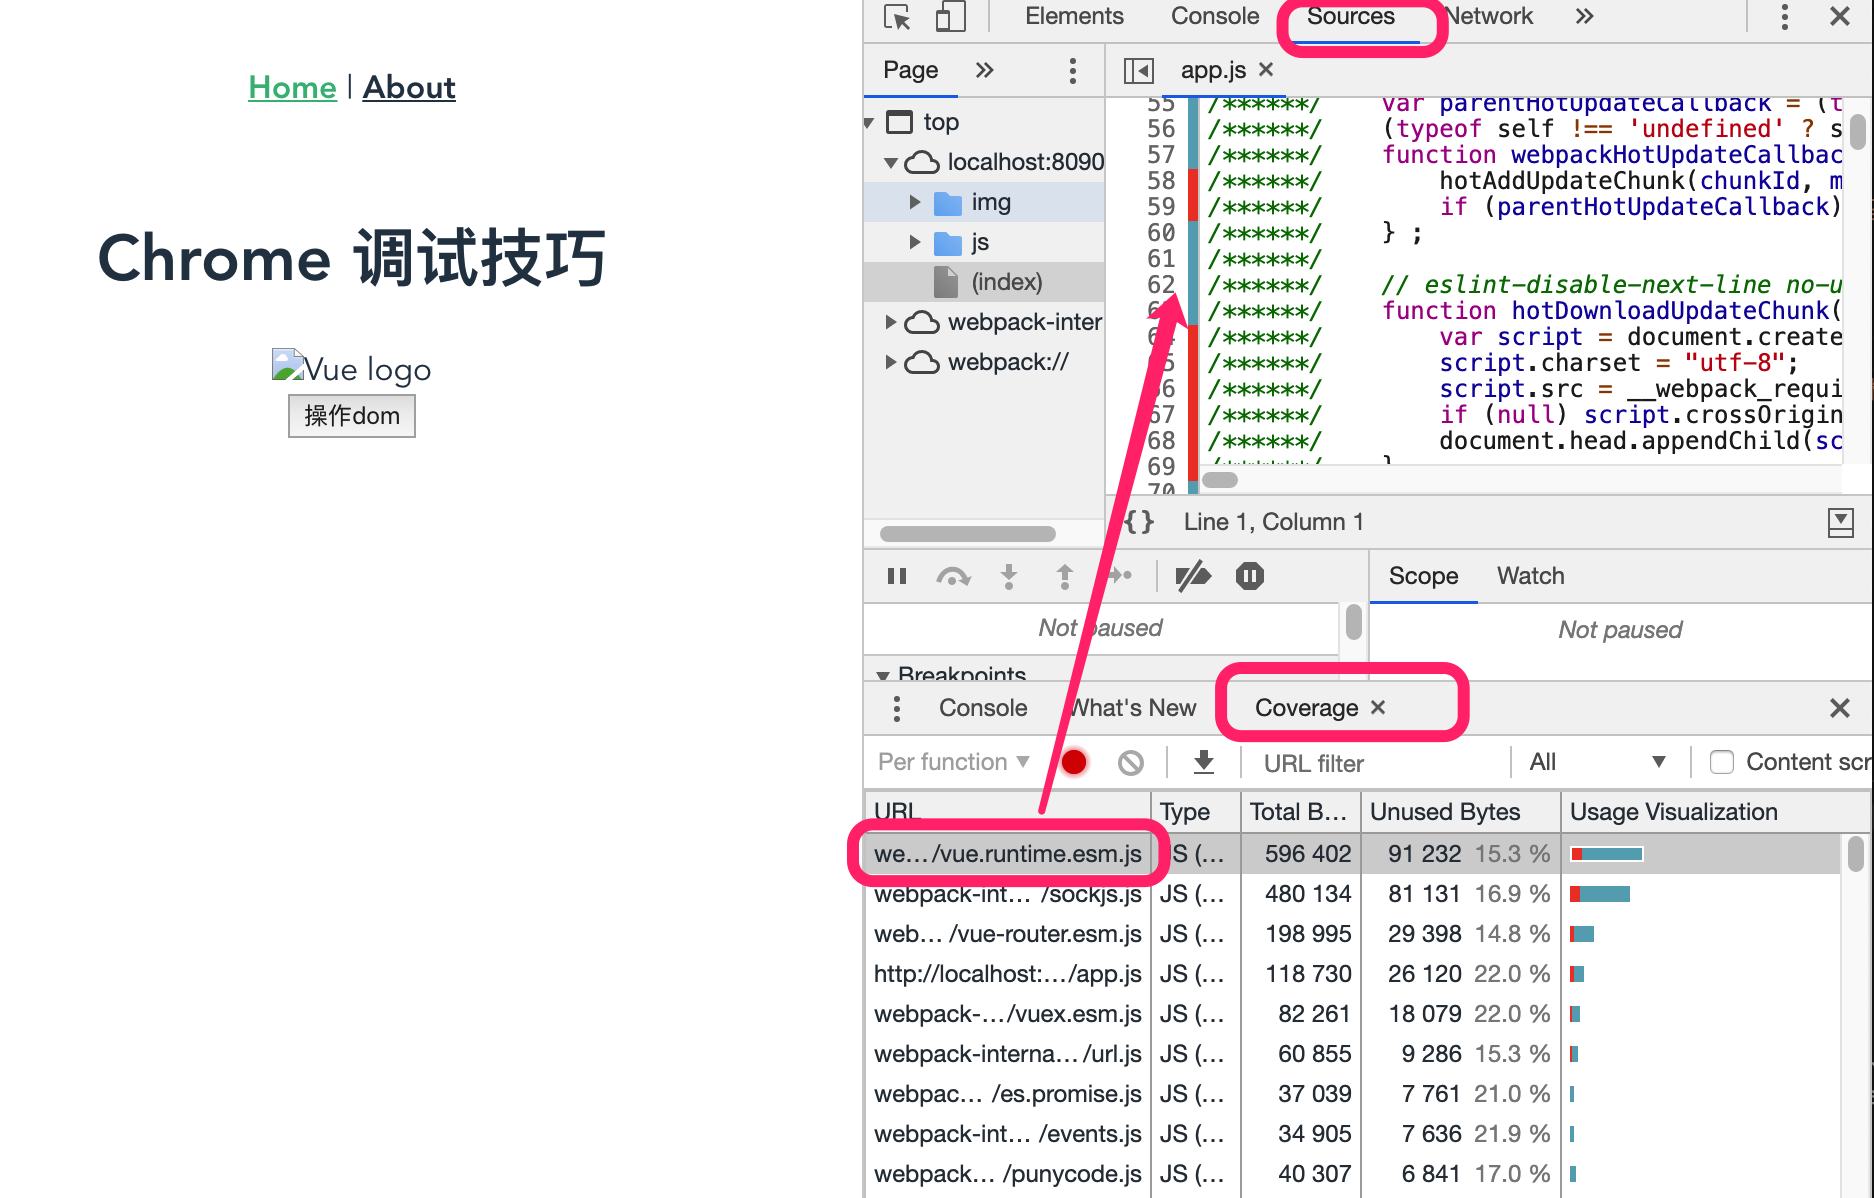 Home | About
Chrome 调试技巧
Vue logo
操作dom
Elements Console Sources Network »
Page » app.js ×
top
localhost:8090
img
js
(index)
webpack-inter
webpack://
55 /******/ var parentHotUpdateCallback = (t
56 /******/ (typeof self !== 'undefined' ? s
57 /******/ function webpackHotUpdateCallbac
58 /******/ hotAddUpdateChunk(chunkId, m
59 /******/ if (parentHotUpdateCallback)
60 /******/ } ;
61 /******/
62 /******/ // eslint-disable-next-line no-u
63 /******/ function hotDownloadUpdateChunk(
64 /******/ var script = document.create
65 /******/ script.charset = "utf-8";
66 /******/ script.src = __webpack_requi
67 /******/ if (null) script.crossOrigin
68 /******/ document.head.appendChild(sc
69 /******/ }
70
{} Line 1, Column 1
Scope Watch
Not paused
Not paused
Breakpoints
Console What's New Coverage ×
Per function URL filter All Content scr
URL Type Total B… Unused Bytes Usage Visualization
we… /vue.runtime.esm.js JS (… 596 402 91 232 15.3 %
webpack-int… /sockjs.js JS (… 480 134 81 131 16.9 %
web… /vue-router.esm.js JS (… 198 995 29 398 14.8 %
http://localhost:… /app.js JS (… 118 730 26 120 22.0 %
webpack-… /vuex.esm.js JS (… 82 261 18 079 22.0 %
webpack-interna… /url.js JS (… 60 855 9 286 15.3 %
webpac… /es.promise.js JS (… 37 039 7 761 21.0 %
webpack-int… /events.js JS (… 34 905 7 636 21.9 %
webpack… /punycode.js JS (… 40 307 6 841 17.0 %